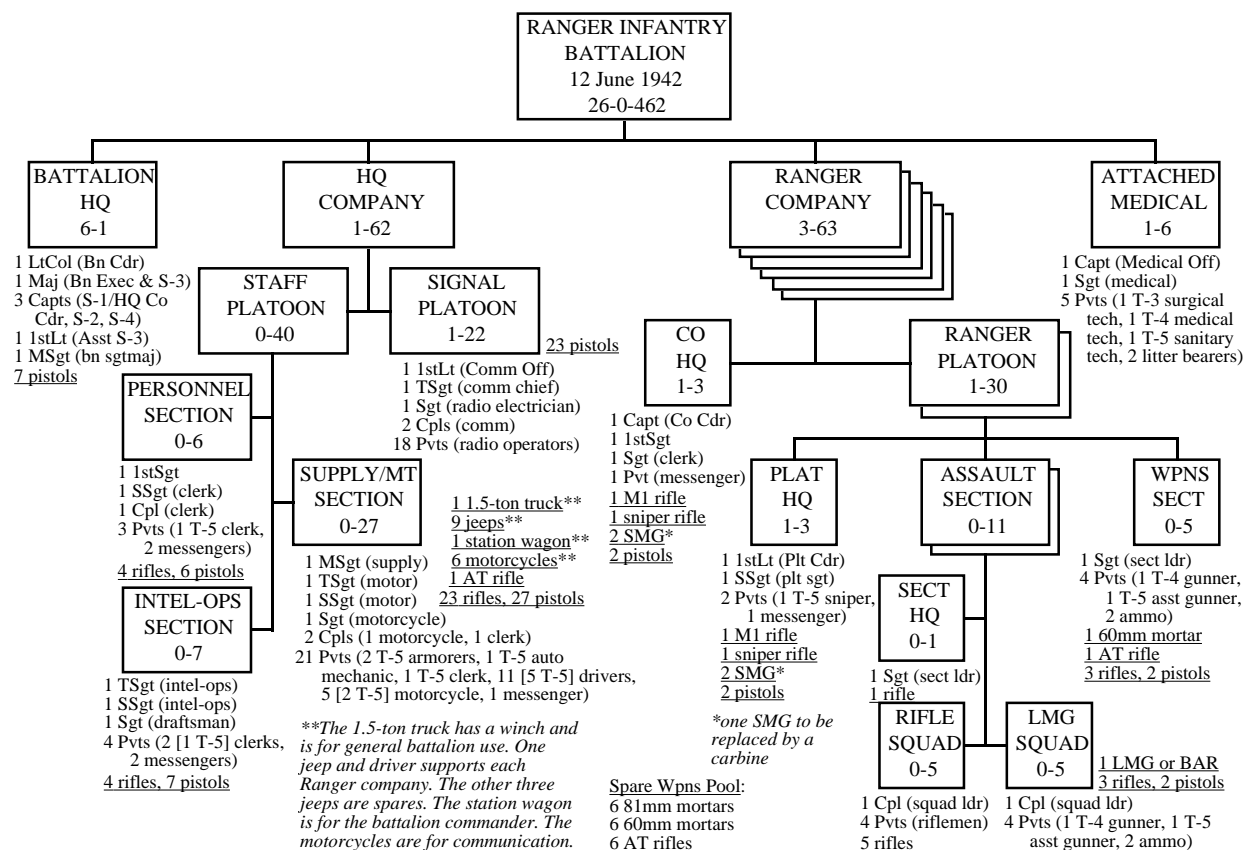 RANGER INFANTRY
BATTALION
12 June 1942
26-0-462
BATTALION
HQ
6-1
1 LtCol (Bn Cdr)
1 Maj (Bn Exec & S-3)
3 Capts (S-1/HQ Co
Cdr, S-2, S-4)
1 1stLt (Asst S-3)
1 MSgt (bn sgtmaj)
7 pistols
HQ
COMPANY
1-62
STAFF
PLATOON
0-40
SIGNAL
PLATOON
1-22
23 pistols
1 1stLt (Comm Off)
1 TSgt (comm chief)
1 Sgt (radio electrician)
2 Cpls (comm)
18 Pvts (radio operators)
PERSONNEL
SECTION
0-6
1 1stSgt
1 SSgt (clerk)
1 Cpl (clerk)
3 Pvts (1 T-5 clerk,
2 messengers)
4 rifles, 6 pistols
INTEL-OPS
SECTION
0-7
1 TSgt (intel-ops)
1 SSgt (intel-ops)
1 Sgt (draftsman)
4 Pvts (2 [1 T-5] clerks,
2 messengers)
4 rifles, 7 pistols
SUPPLY/MT
SECTION
0-27
1 MSgt (supply)
1 TSgt (motor)
1 SSgt (motor)
1 Sgt (motorcycle)
2 Cpls (1 motorcycle, 1 clerk)
21 Pvts (2 T-5 armorers, 1 T-5 auto
mechanic, 1 T-5 clerk, 11 [5 T-5] drivers,
5 [2 T-5] motorcycle, 1 messenger)
1 1.5-ton truck**
9 jeeps**
1 station wagon**
6 motorcycles**
1 AT rifle
23 rifles, 27 pistols
**The 1.5-ton truck has a winch and
is for general battalion use. One
jeep and driver supports each
Ranger company. The other three
jeeps are spares. The station wagon
is for the battalion commander. The
motorcycles are for communication.
RANGER
COMPANY
3-63
CO
HQ
1-3
1 Capt (Co Cdr)
1 1stSgt
1 Sgt (clerk)
1 Pvt (messenger)
1 M1 rifle
1 sniper rifle
2 SMG*
2 pistols
RANGER
PLATOON
1-30
PLAT
HQ
1-3
1 1stLt (Plt Cdr)
1 SSgt (plt sgt)
2 Pvts (1 T-5 sniper,
1 messenger)
1 M1 rifle
1 sniper rifle
2 SMG*
2 pistols
*one SMG to be
replaced by a
carbine
Spare Wpns Pool:
6 81mm mortars
6 60mm mortars
6 AT rifles
ASSAULT
SECTION
0-11
SECT
HQ
0-1
1 Sgt (sect ldr)
1 rifle
RIFLE
SQUAD
0-5
1 Cpl (squad ldr)
4 Pvts (riflemen)
5 rifles
LMG
SQUAD
0-5
1 LMG or BAR
3 rifles, 2 pistols
1 Cpl (squad ldr)
4 Pvts (1 T-4 gunner, 1 T-5
asst gunner, 2 ammo)
WPNS
SECT
0-5
1 Sgt (sect ldr)
4 Pvts (1 T-4 gunner,
1 T-5 asst gunner,
2 ammo)
1 60mm mortar
1 AT rifle
3 rifles, 2 pistols
ATTACHED
MEDICAL
1-6
1 Capt (Medical Off)
1 Sgt (medical)
5 Pvts (1 T-3 surgical
tech, 1 T-4 medical
tech, 1 T-5 sanitary
tech, 2 litter bearers)